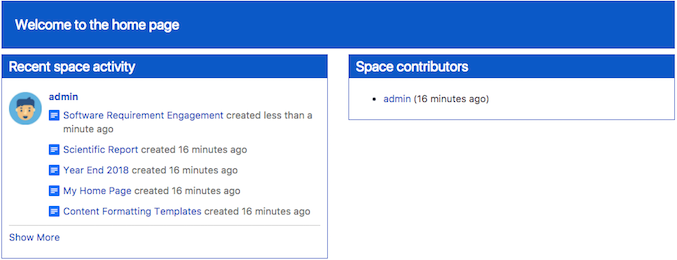 Welcome to the home page
Recent space activity
admin
Software Requirement Engagement created less than a
minute ago
Scientific Report created 16 minutes ago
Year End 2018 created 16 minutes ago
My Home Page created 16 minutes ago
Content Formatting Templates created 16 minutes ago
Show More
Space contributors
admin (16 minutes ago)